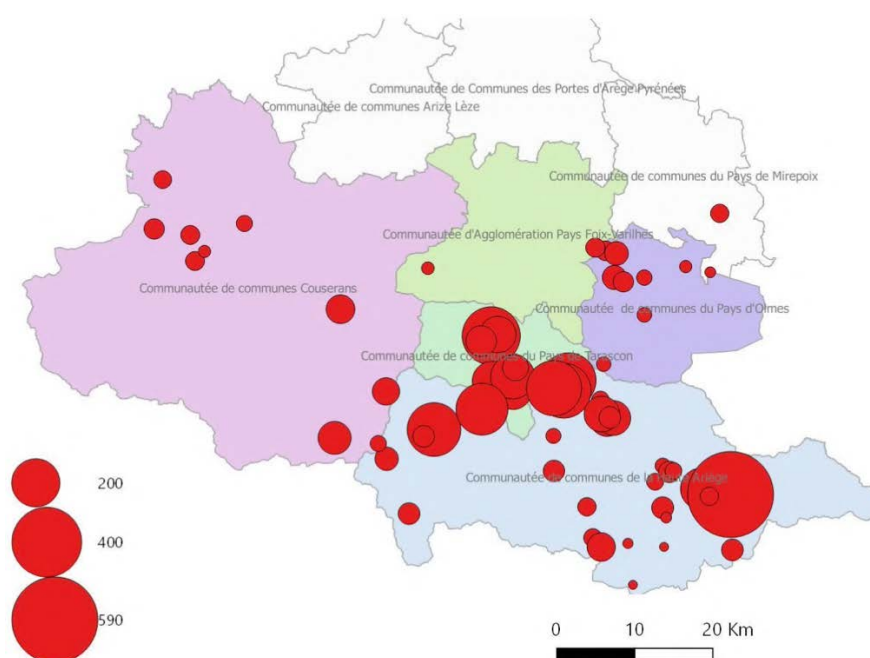 Communautée de Communes des Portes d'Arège Pyrénées
Communautée de communes Arize Lèze
Communautée de communes du Pays de Mirepoix
Communautée d'Agglomération Pays Foix-Varilhes
Communautée de communes Couserans
Communautée de communes du Pays d'Olmes
Communautée de communes du Pays de Tarascon
Communautée de communes de la Haute Ariège
200
400
590
0 10 20 Km